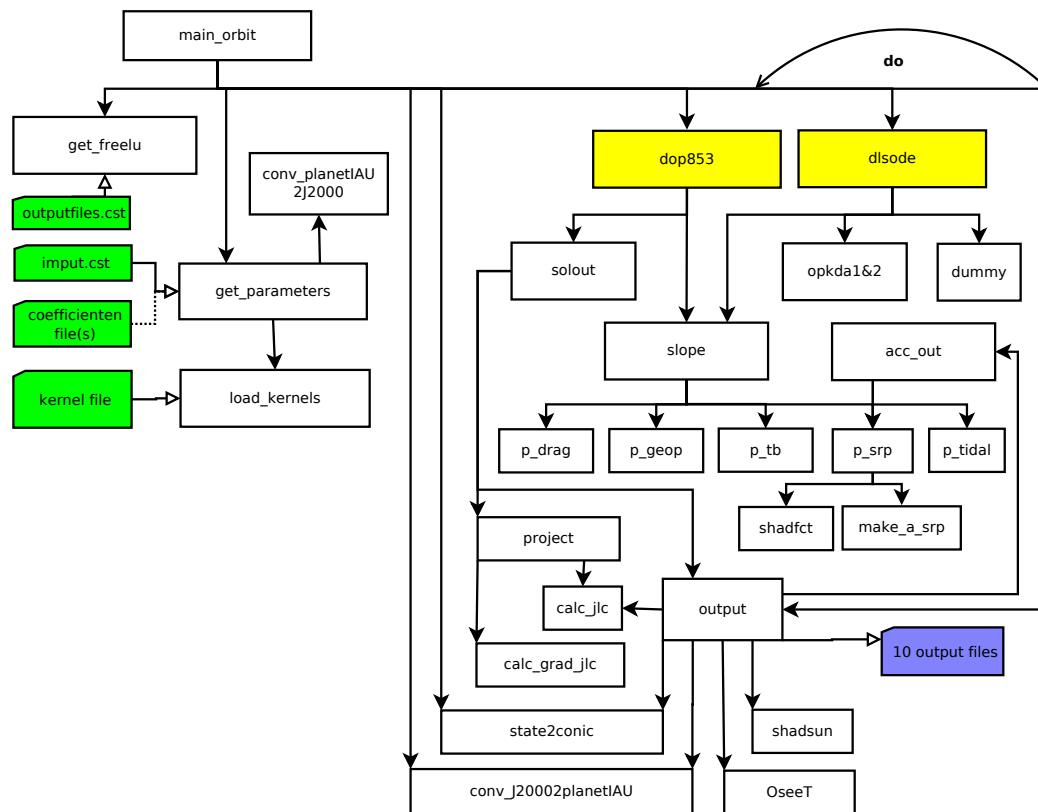 main_orbit
do
get_freelu
dop853
dlsode
conv_planetIAU
2J2000
outputfiles.cst
imput.cst
get_parameters
solout
opkda1&2
dummy
coefficienten
file(s)
slope
acc_out
kernel file
load_kernels
p_drag
p_geop
p_tb
p_srp
p_tidal
shadfct
make_a_srp
project
calc_jlc
output
10 output files
calc_grad_jlc
state2conic
shadsun
conv_J20002planetIAU
OseeT